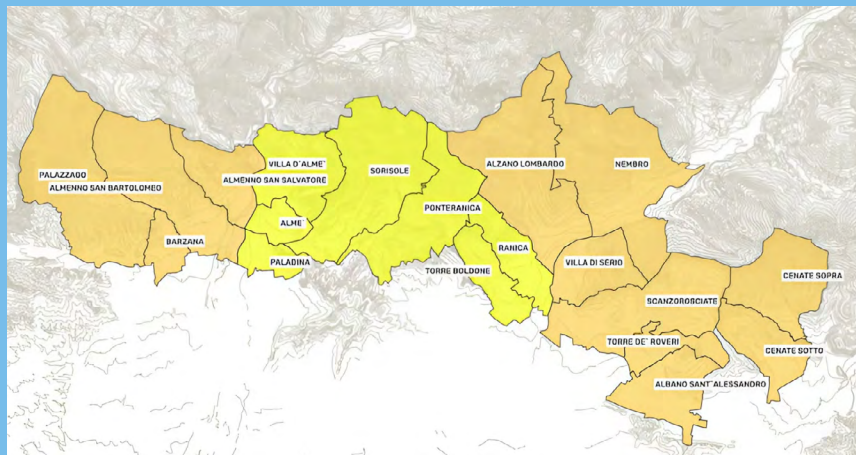 PALAZZAGO
ALMENNO SAN BARTOLOMEO
BARZANA
VILLA D'ALME'
ALMENNO SAN SALVATORE
ALME'
PALADINA
SORISOLE
PONTERANICA
RANICA
TORRE BOLDONE
ALZANO LOMBARDO
NEMBRO
VILLA DI SERIO
SCANZOROSCIATE
CENATE SOPRA
TORRE DE' ROVERI
CENATE SOTTO
ALBANO SANT'ALESSANDRO